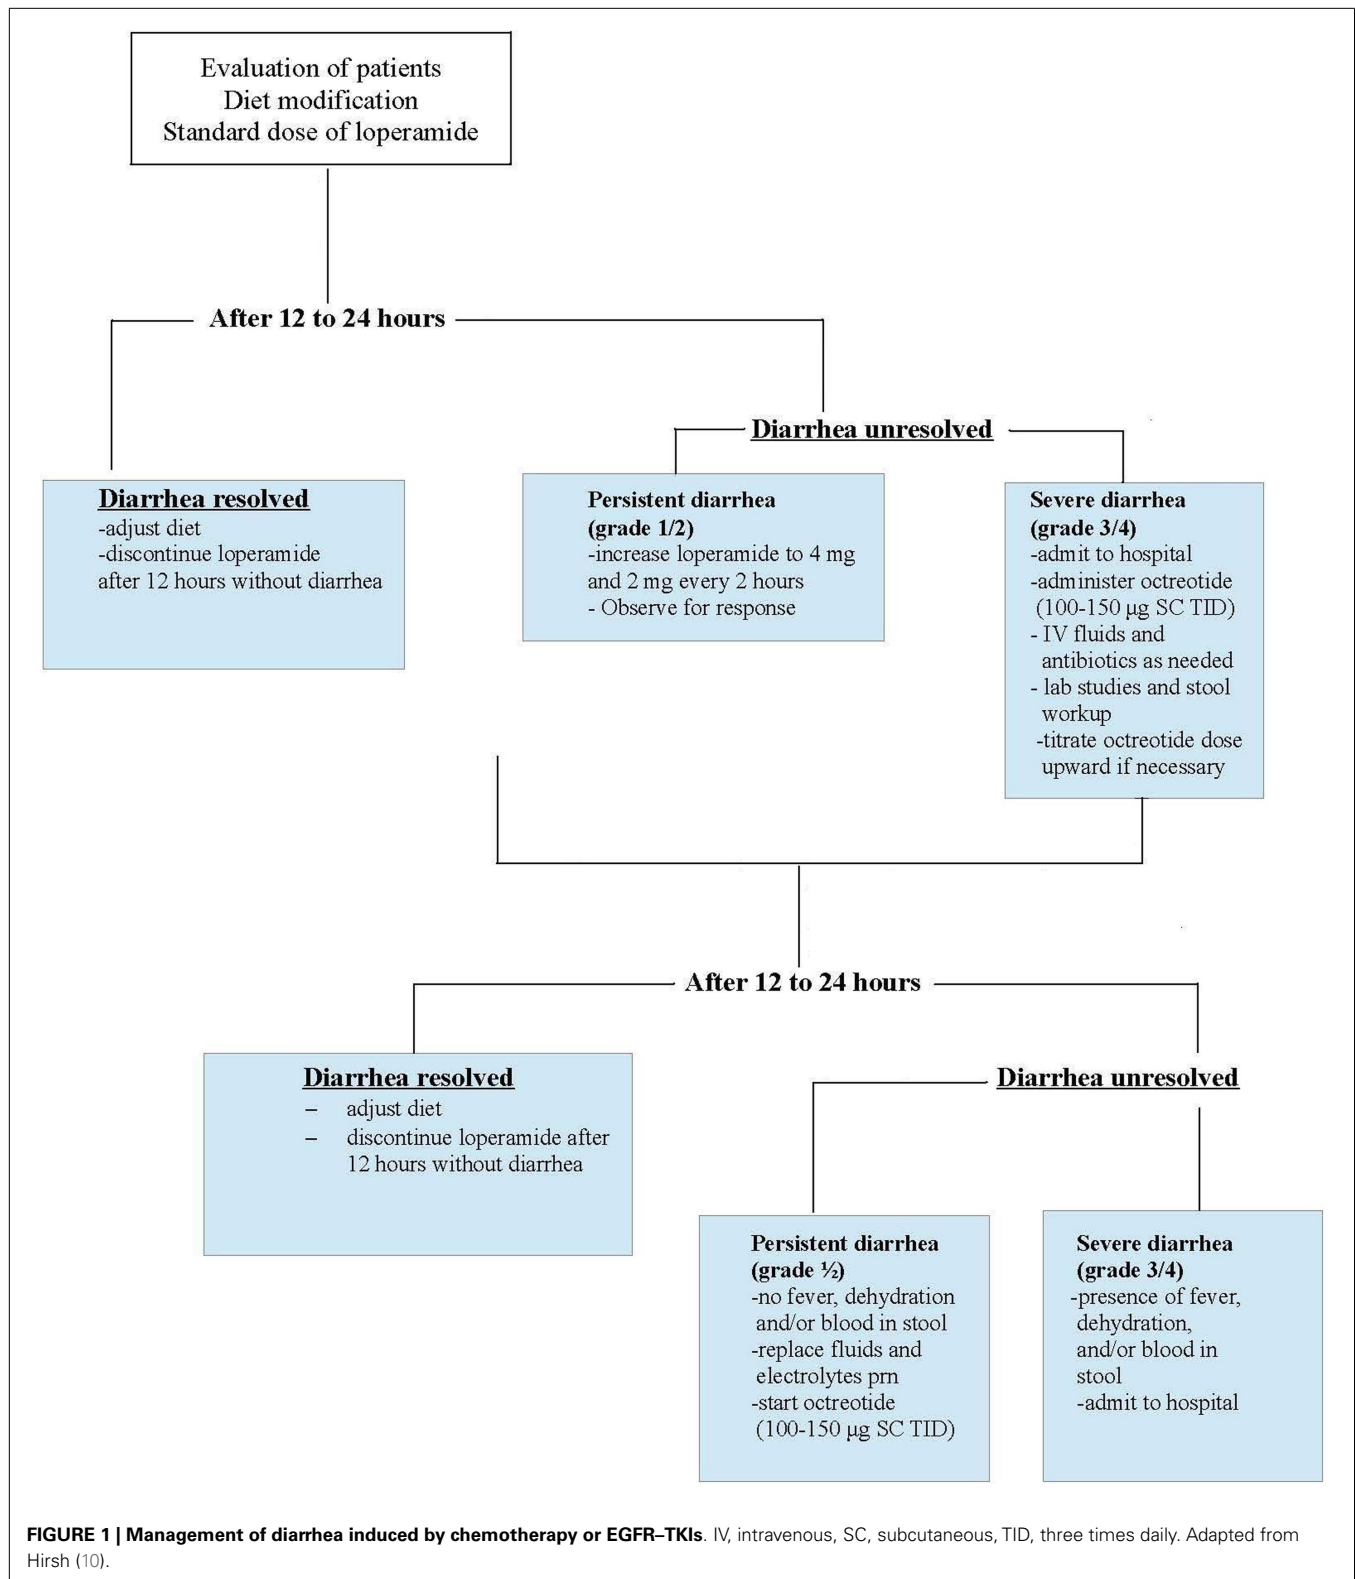 Evaluation of patients
Diet modification
Standard dose of loperamide
After 12 to 24 hours
Diarrhea unresolved
Diarrhea resolved
-adjust diet
-discontinue loperamide
after 12 hours without diarrhea
Persistent diarrhea
(grade 1/2)
-increase loperamide to 4 mg
and 2 mg every 2 hours
- Observe for response
Severe diarrhea
(grade 3/4)
-admit to hospital
-administer octreotide
(100-150 µg SC TID)
- IV fluids and
antibiotics as needed
- lab studies and stool
workup
-titrate octreotide dose
upward if necessary
After 12 to 24 hours
Diarrhea resolved
– adjust diet
– discontinue loperamide after
12 hours without diarrhea
Diarrhea unresolved
Persistent diarrhea
(grade ½)
-no fever, dehydration
and/or blood in stool
-replace fluids and
electrolytes prn
-start octreotide
(100-150 µg SC TID)
Severe diarrhea
(grade 3/4)
-presence of fever,
dehydration,
and/or blood in
stool
-admit to hospital
FIGURE 1 | Management of diarrhea induced by chemotherapy or EGFR–TKIs. IV, intravenous, SC, subcutaneous, TID, three times daily. Adapted from
Hirsh (10).